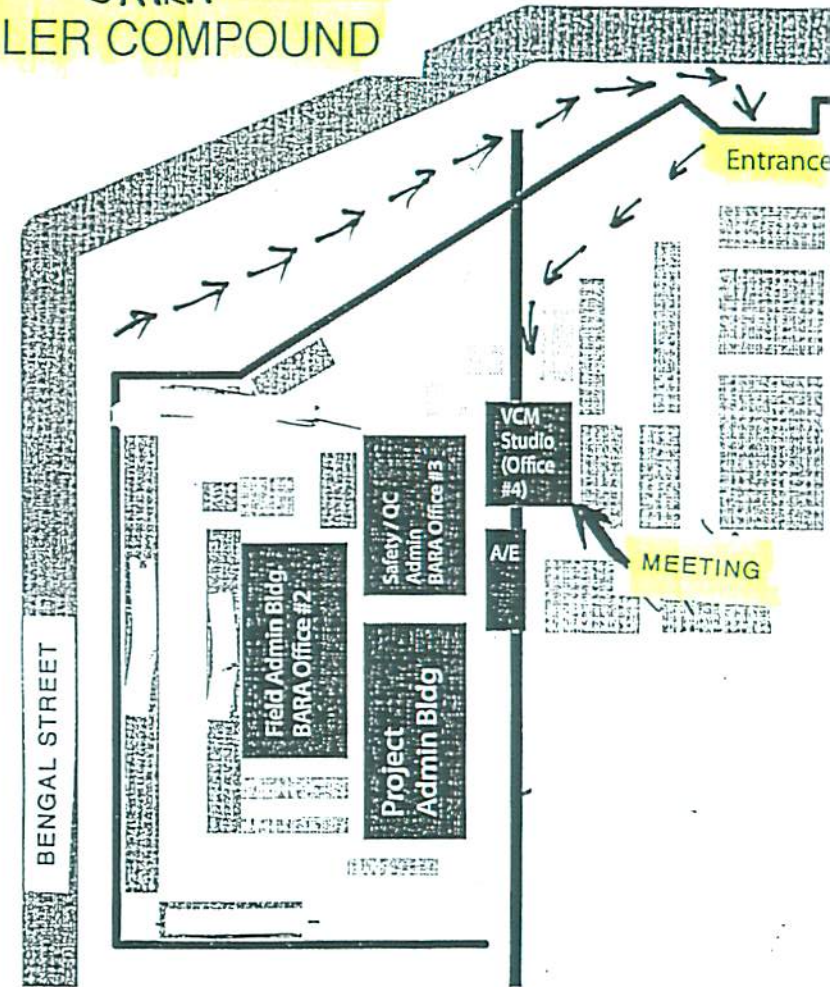 LER COMPOUND
Entrance
VCM
Studio
(Office
#4)
Safety/QC
Admin
BARA Office #3
A/E
MEETING
Field Admin Bldg
BARA Office #2
Project
Admin Bldg
BENGAL STREET